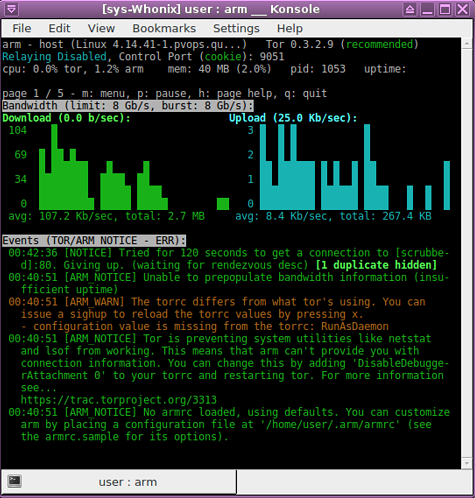 [sys-Whonix] user : arm — Konsole
File Edit View Bookmarks Settings Help
arm - host (Linux 4.14.41-1.pvops.qu...) Tor 0.3.2.9 (recommended)
Relaying Disabled, Control Port (cookie): 9051
cpu: 0.0% tor, 1.2% arm mem: 40 MB (2.0%) pid: 1053 uptime:
page 1 / 5 - m: menu, p: pause, h: page help, q: quit
Bandwidth (limit: 8 Gb/s, burst: 8 Gb/s):
Download (0.0 b/sec): Upload (25.0 Kb/sec):
104 3
69 2
34 1
0 0
avg: 107.2 Kb/sec, total: 2.7 MB avg: 8.4 Kb/sec, total: 267.4 KB
Events (TOR/ARM NOTICE - ERR):
00:42:36 [NOTICE] Tried for 120 seconds to get a connection to [scrubbe-
d]:80. Giving up. (waiting for rendezvous desc) [1 duplicate hidden]
00:40:51 [ARM_NOTICE] Unable to prepopulate bandwidth information (insu-
fficient uptime)
00:40:51 [ARM_WARN] The torrc differs from what tor's using. You can
issue a sighup to reload the torrc values by pressing x.
- configuration value is missing from the torrc: RunAsDaemon
00:40:51 [ARM_NOTICE] Tor is preventing system utilities like netstat
and lsof from working. This means that arm can't provide you with
connection information. You can change this by adding 'DisableDebugge-
rAttachment 0' to your torrc and restarting tor. For more information
see...
https://trac.torproject.org/3313
00:40:51 [ARM_NOTICE] No armrc loaded, using defaults. You can customize
arm by placing a configuration file at '/home/user/.arm/armrc' (see
the armrc.sample for its options).
user : arm